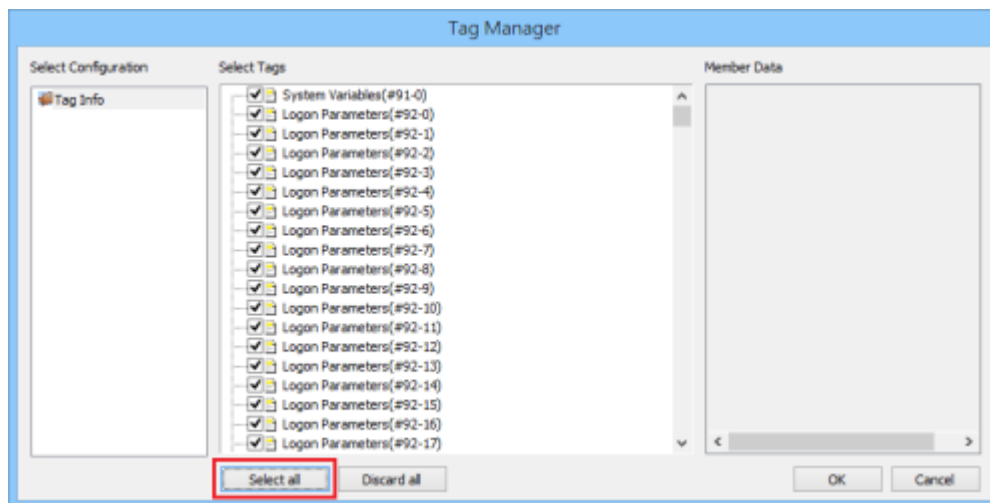 Tag Manager
Select Configuration
Select Tags
Member Data
Tag Info
System Variables(#91-0)
Logon Parameters(#92-0)
Logon Parameters(#92-1)
Logon Parameters(#92-2)
Logon Parameters(#92-3)
Logon Parameters(#92-4)
Logon Parameters(#92-5)
Logon Parameters(#92-6)
Logon Parameters(#92-7)
Logon Parameters(#92-8)
Logon Parameters(#92-9)
Logon Parameters(#92-10)
Logon Parameters(#92-11)
Logon Parameters(#92-12)
Logon Parameters(#92-13)
Logon Parameters(#92-14)
Logon Parameters(#92-15)
Logon Parameters(#92-16)
Logon Parameters(#92-17)
Select all
Discard all
OK
Cancel